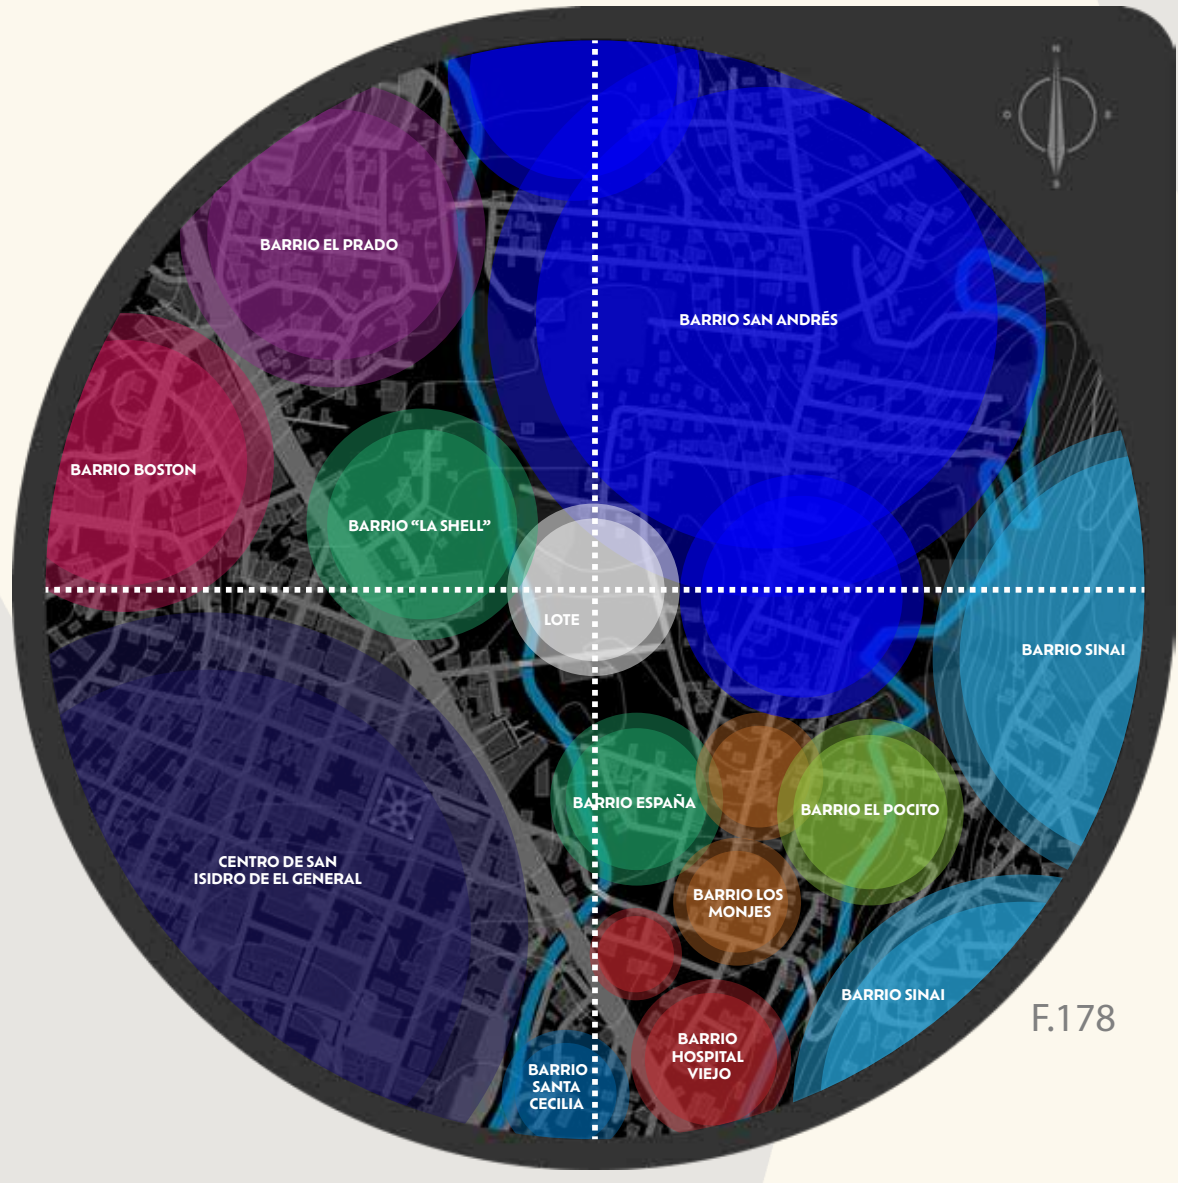 N
O
E
S
BARRIO EL PRADO
BARRIO SAN ANDRÉS
BARRIO BOSTON
BARRIO “LA SHELL”
LOTE
BARRIO SINAI
BARRIO ESPAÑA
BARRIO EL POCITO
CENTRO DE SAN
ISIDRO DE EL GENERAL
BARRIO LOS
MONJES
BARRIO SINAI
F.178
BARRIO
HOSPITAL
VIEJO
BARRIO
SANTA
CECILIA